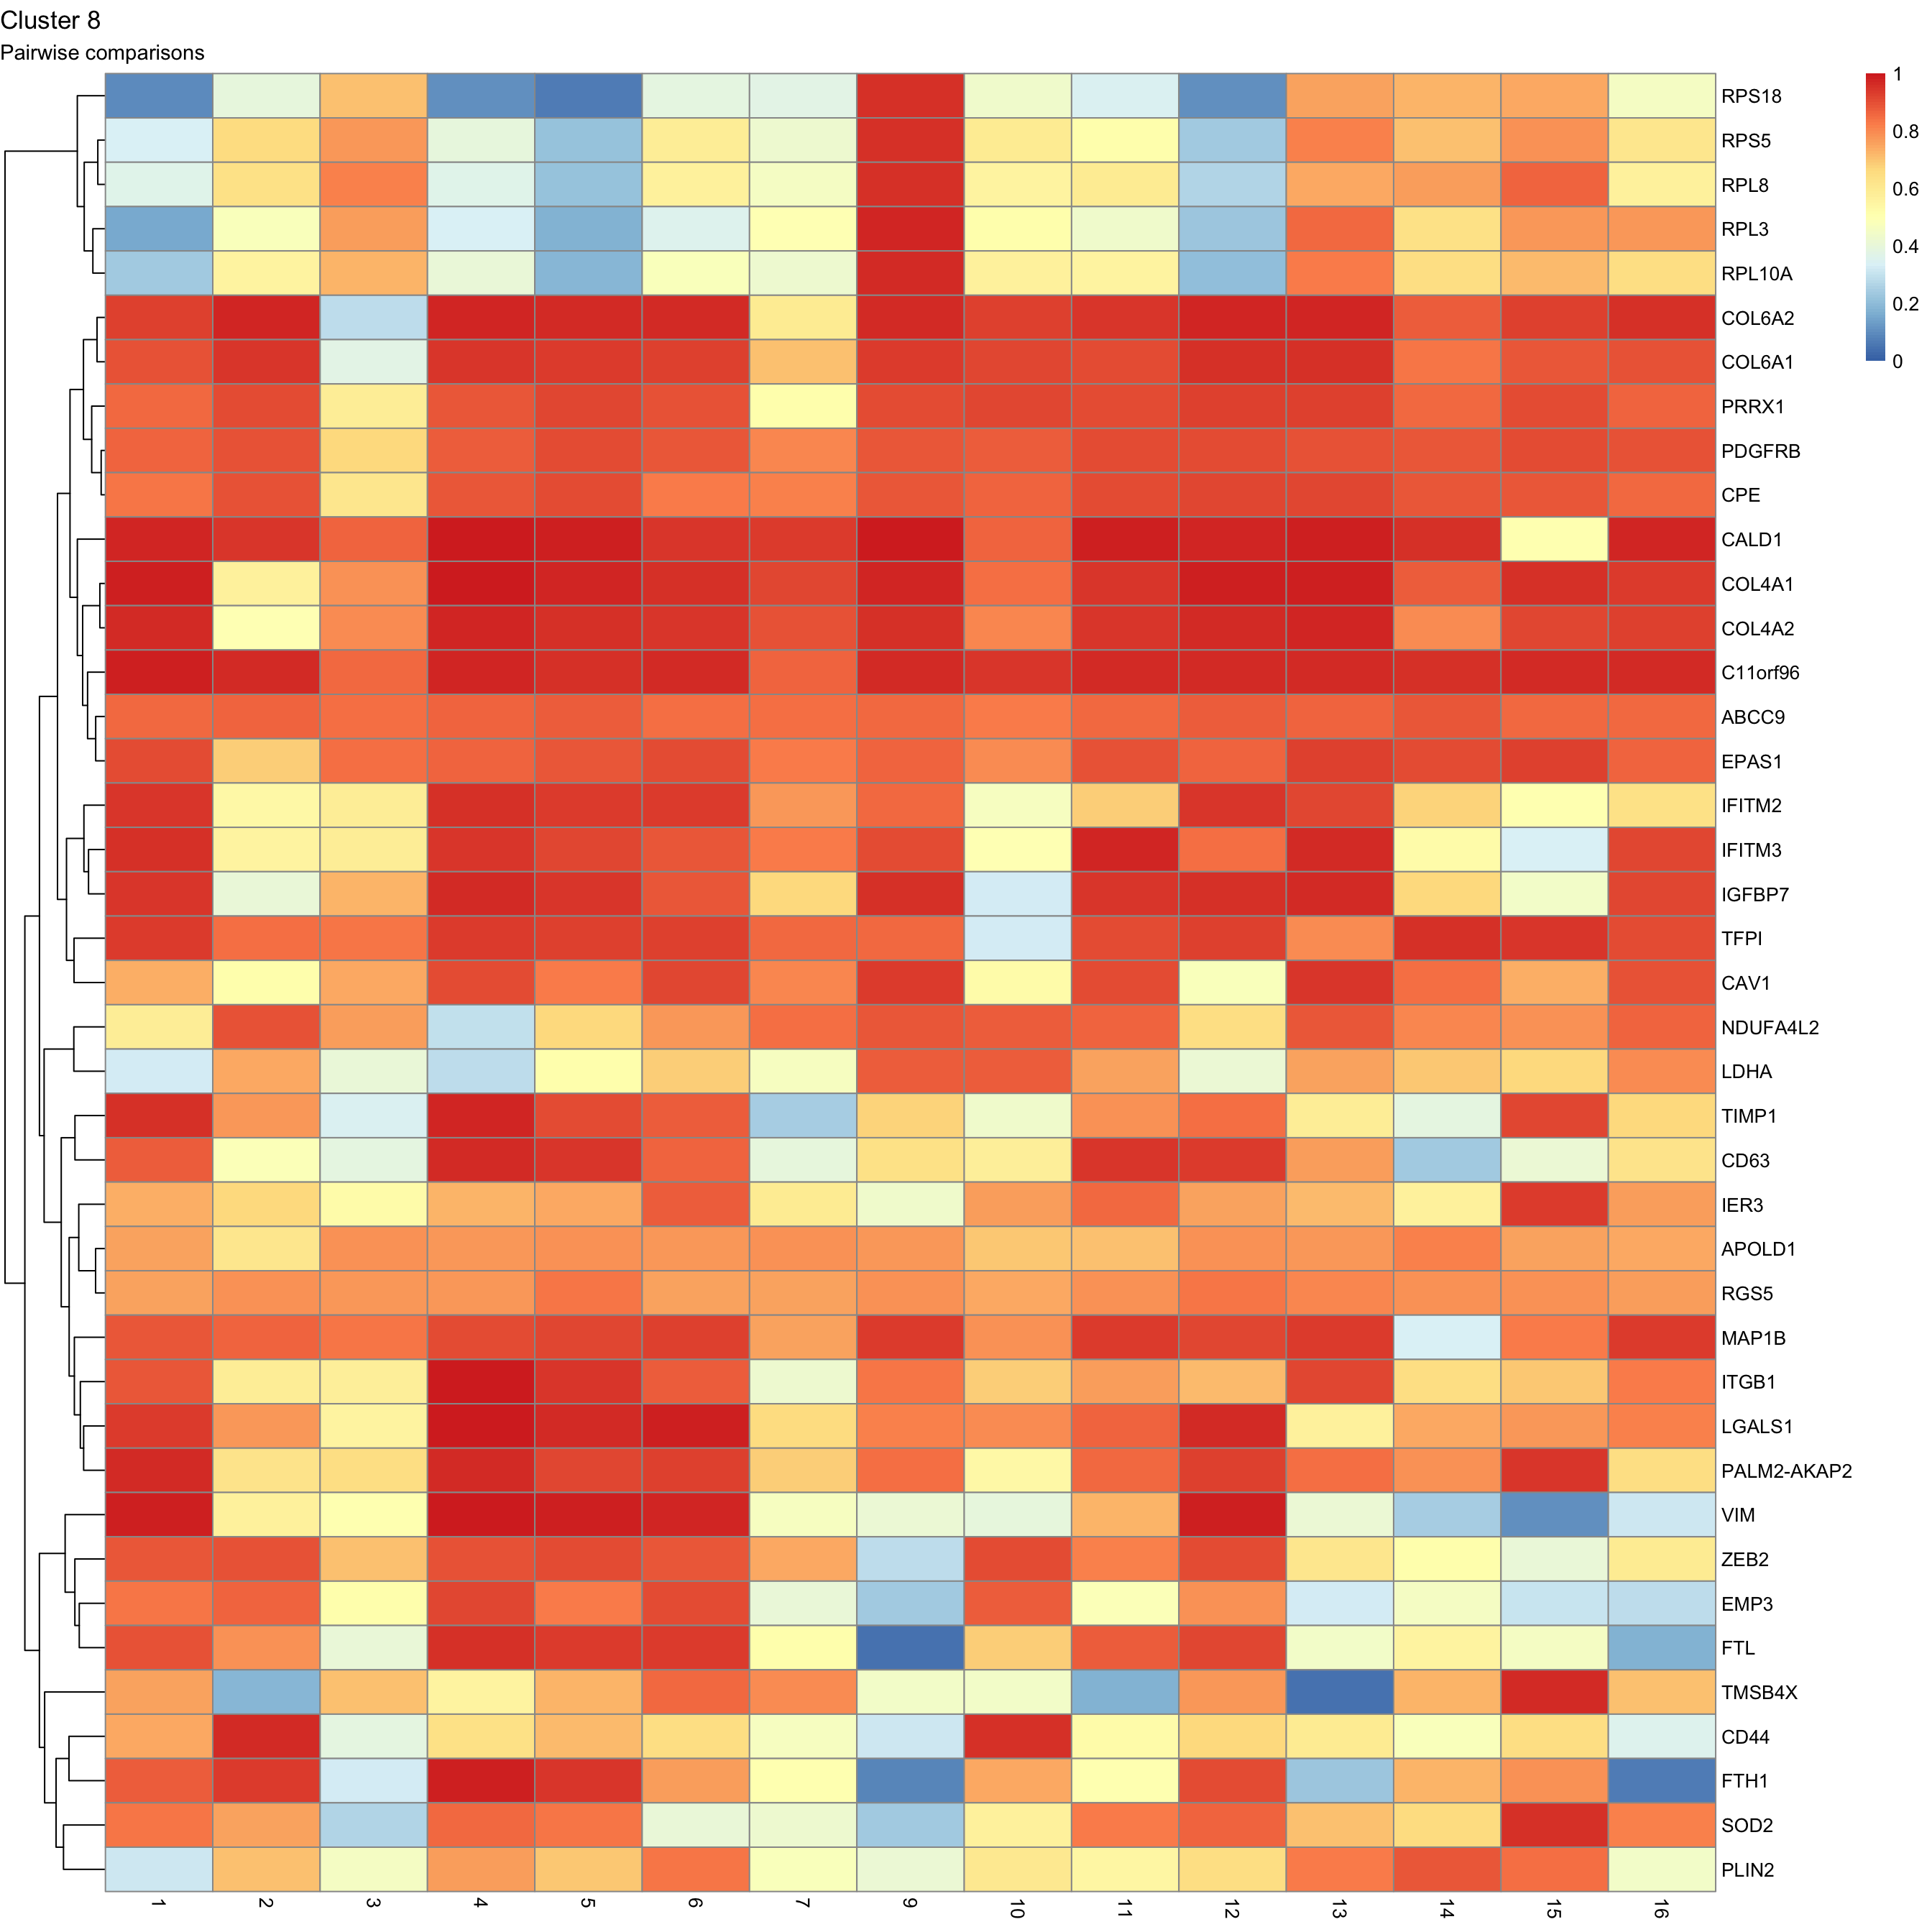 Cluster 8
Pairwise comparisons
1
0.8
0.6
0.4
0.2
0
RPS18
RPS5
RPL8
RPL3
RPL10A
COL6A2
COL6A1
PRRX1
PDGFRB
CPE
CALD1
COL4A1
COL4A2
C11orf96
ABCC9
EPAS1
IFITM2
IFITM3
IGFBP7
TFPI
CAV1
NDUFA4L2
LDHA
TIMP1
CD63
IER3
APOLD1
RGS5
MAP1B
ITGB1
LGALS1
PALM2-AKAP2
VIM
ZEB2
EMP3
FTL
TMSB4X
CD44
FTH1
SOD2
PLIN2
1 2 3 4 5 6 7 9 10 11 12 13 14 15 16